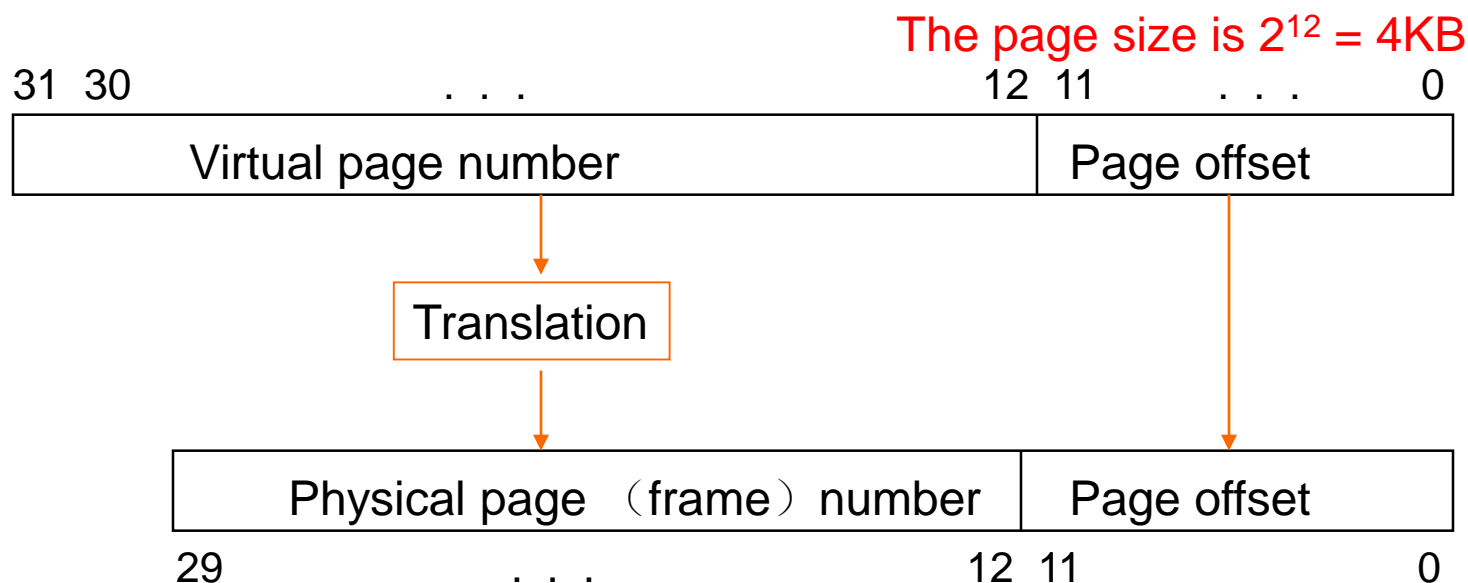 The page size is 2¹² = 4KB
31 30 . . . 12 11 . . . 0
Virtual page number Page offset
Translation
Physical page （frame）number Page offset
29 . . . 12 11 0